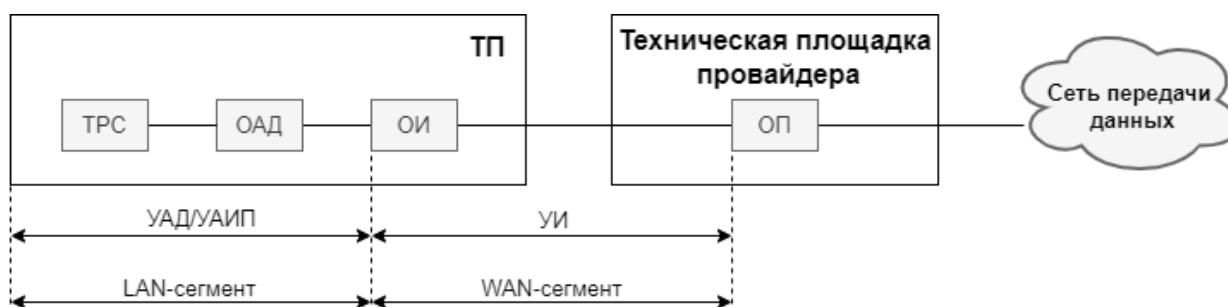 ТП
Техническая площадка
провайдера
Сеть передачи
данных
ТРС
ОАД
ОИ
ОП
УАД/УАИП
УИ
LAN-сегмент
WAN-сегмент